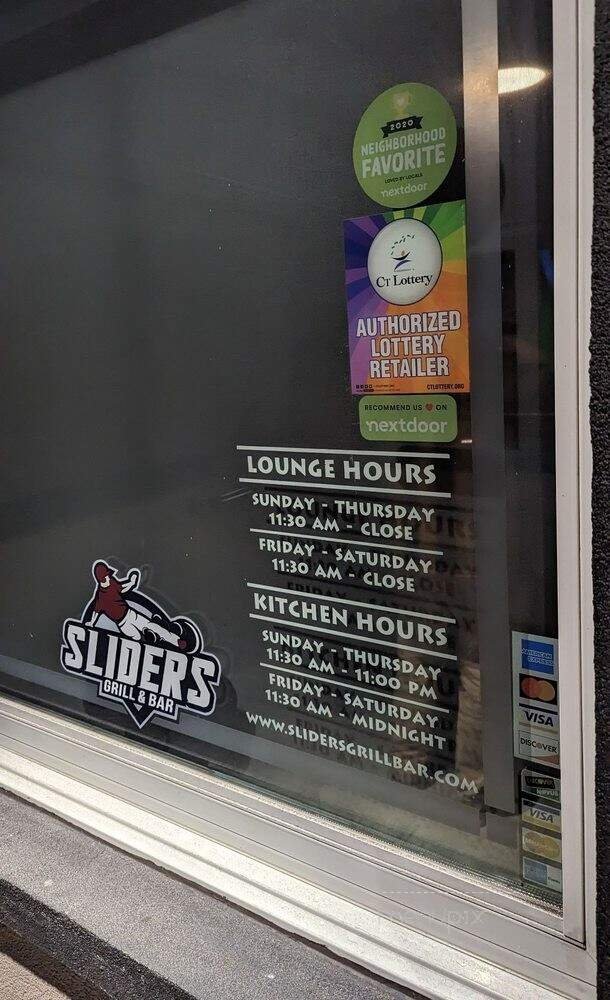 2020
NEIGHBORHOOD
FAVORITE
LOVED BY LOCALS
nextdoor
CT Lottery
AUTHORIZED
LOTTERY
RETAILER
CTLOTTERY.ORG
RECOMMEND US ON
nextdoor
LOUNGE HOURS
SUNDAY - THURSDAY
11:30 AM - CLOSE
FRIDAY - SATURDAY
11:30 AM - CLOSE
KITCHEN HOURS
SUNDAY - THURSDAY
11:30 AM - 11:00 PM
FRIDAY - SATURDAY
11:30 AM - MIDNIGHT
WWW.SLIDERSGRILLBAR.COM
SLIDERS
GRILL & BAR
AMERICAN
EXPRESS
VISA
DISCOVER
VISA